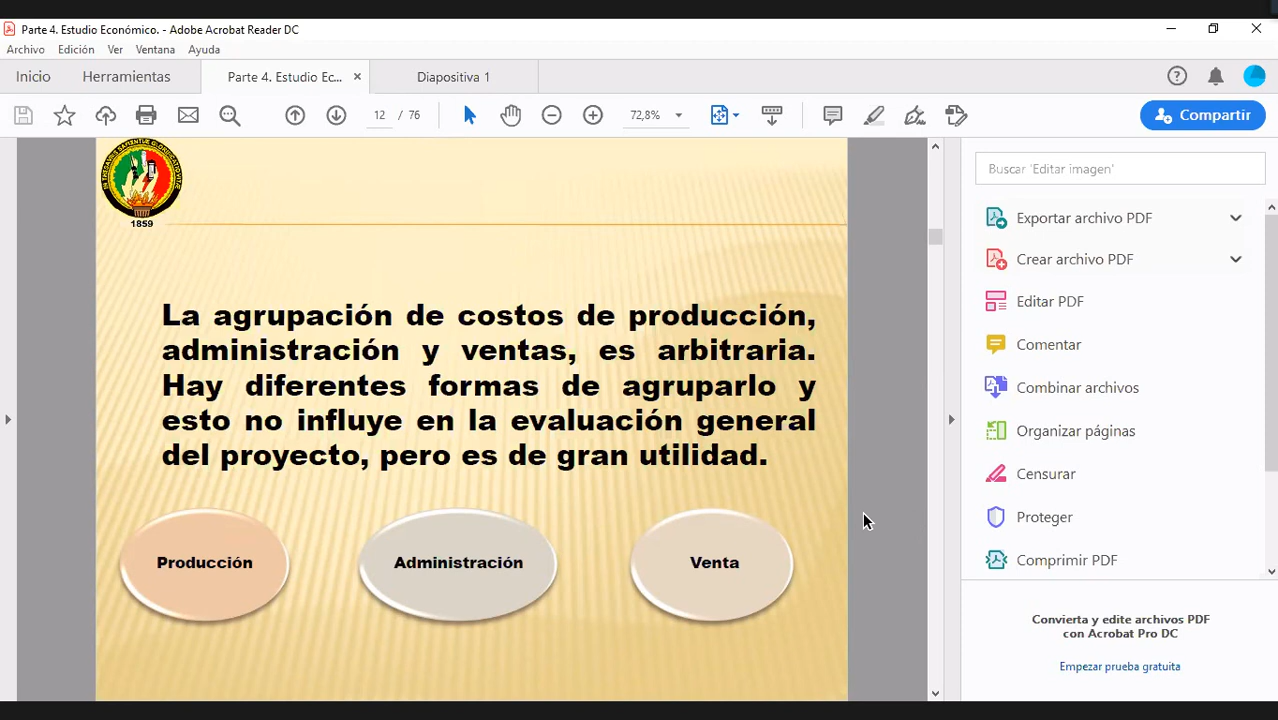 Parte 4. Estudio Económico. - Adobe Acrobat Reader DC
Archivo Edición Ver Ventana Ayuda
Inicio Herramientas Parte 4. Estudio Ec... Diapositiva 1
12 / 76 72,8% Compartir
1859
La agrupación de costos de producción,
administración y ventas, es arbitraria.
Hay diferentes formas de agruparlo y
esto no influye en la evaluación general
del proyecto, pero es de gran utilidad.
Producción Administración Venta
Buscar 'Editar imagen'
Exportar archivo PDF
Crear archivo PDF
Editar PDF
Comentar
Combinar archivos
Organizar páginas
Censurar
Proteger
Comprimir PDF
Convierta y edite archivos PDF
con Acrobat Pro DC
Empezar prueba gratuita